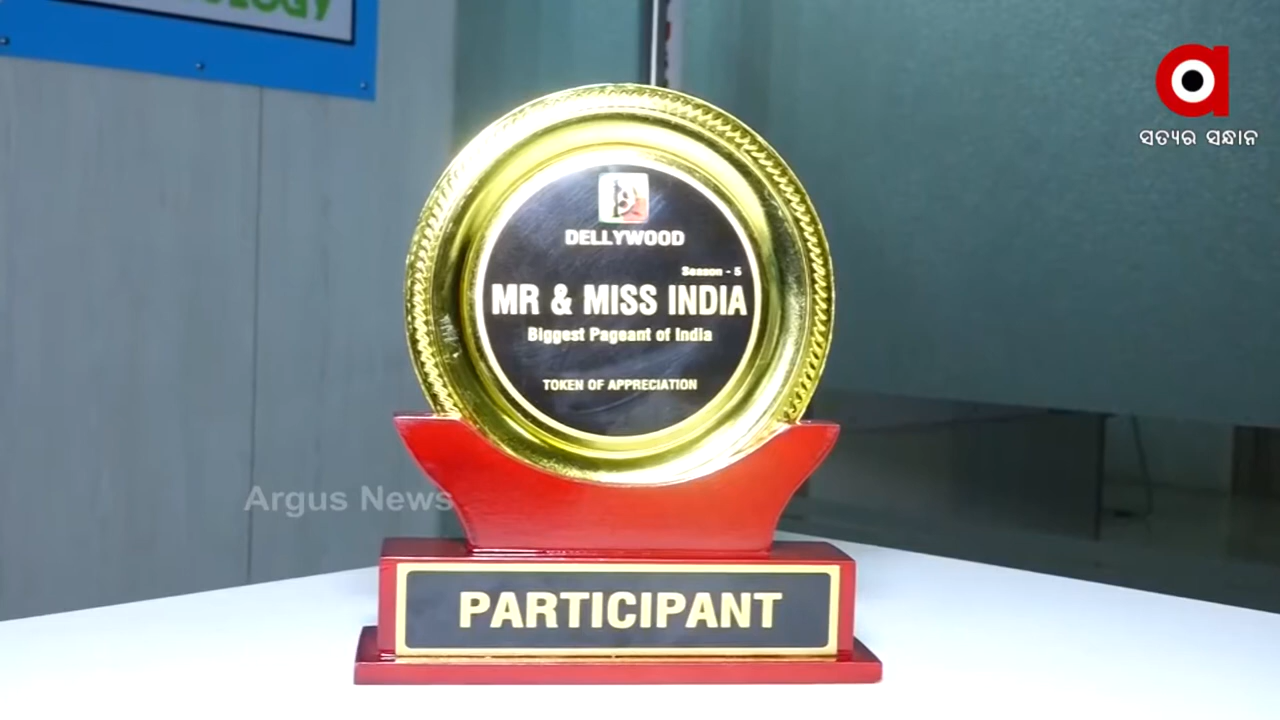 ସତ୍ୟର ସନ୍ଧାନ
DELLYWOOD
Season - 5
MR & MISS INDIA
Biggest Pageant of India
TOKEN OF APPRECIATION
Argus News
PARTICIPANT